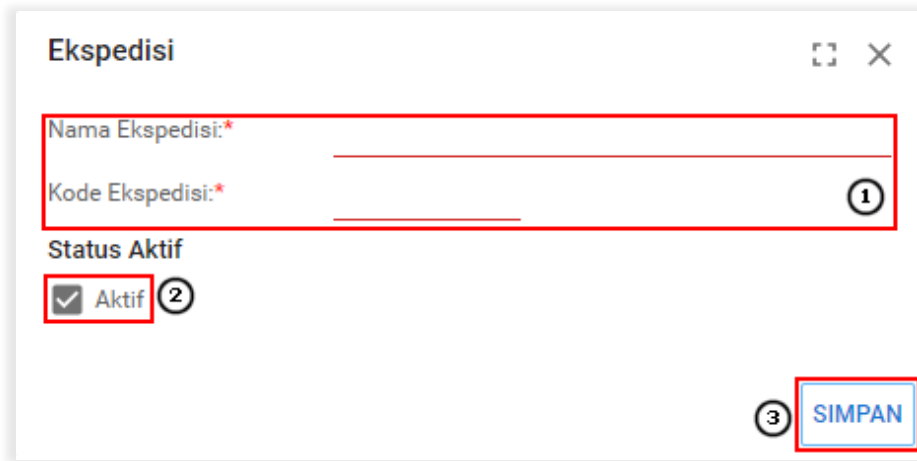 Ekspedisi
Nama Ekspedisi:*
Kode Ekspedisi:*
1
Status Aktif
Aktif 2
3 SIMPAN